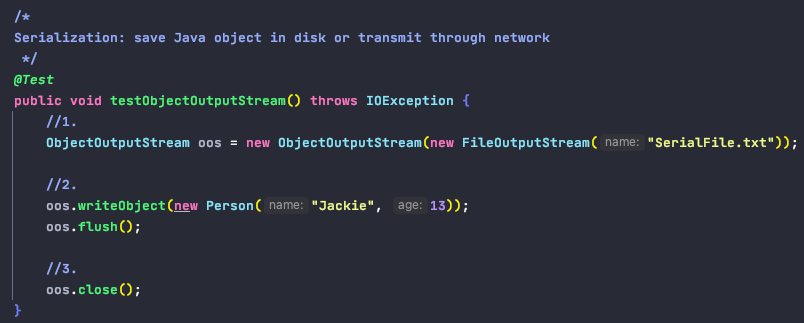 /*
Serialization: save Java object in disk or transmit through network
*/
@Test
public void testObjectOutputStream() throws IOException {
//1.
ObjectOutputStream oos = new ObjectOutputStream(new FileOutputStream( name: "SerialFile.txt"));
//2.
oos.writeObject(new Person( name: "Jackie", age: 13));
oos.flush();
//3.
oos.close();
}